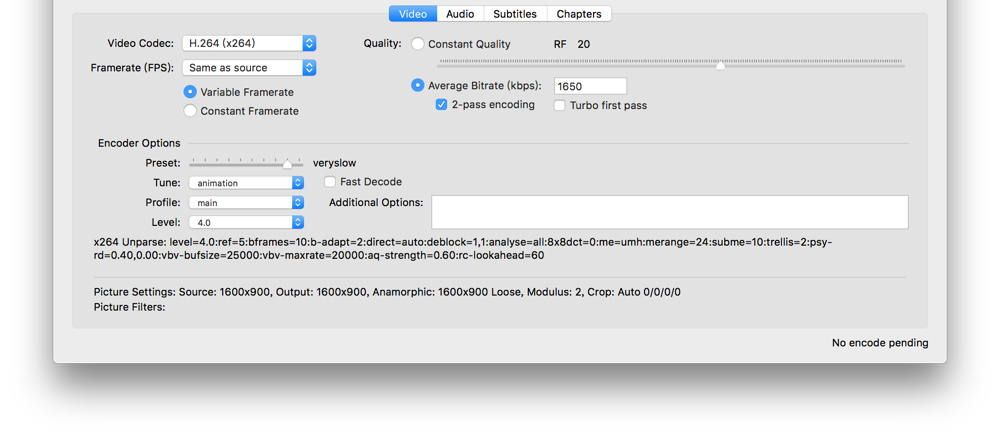 Video Audio Subtitles Chapters
Video Codec: H.264 (x264) Quality: Constant Quality RF 20
Framerate (FPS): Same as source
Average Bitrate (kbps): 1650
Variable Framerate
2-pass encoding Turbo first pass
Constant Framerate
Encoder Options
Preset: veryslow
Tune: animation Fast Decode
Profile: main Additional Options:
Level: 4.0
x264 Unparse: level=4.0:ref=5:bframes=10:b-adapt=2:direct=auto:deblock=1,1:analyse=all:8x8dct=0:me=umh:merange=24:subme=10:trellis=2:psy-
rd=0.40,0.00:vbv-bufsize=25000:vbv-maxrate=20000:aq-strength=0.60:rc-lookahead=60
Picture Settings: Source: 1600x900, Output: 1600x900, Anamorphic: 1600x900 Loose, Modulus: 2, Crop: Auto 0/0/0/0
Picture Filters:
No encode pending